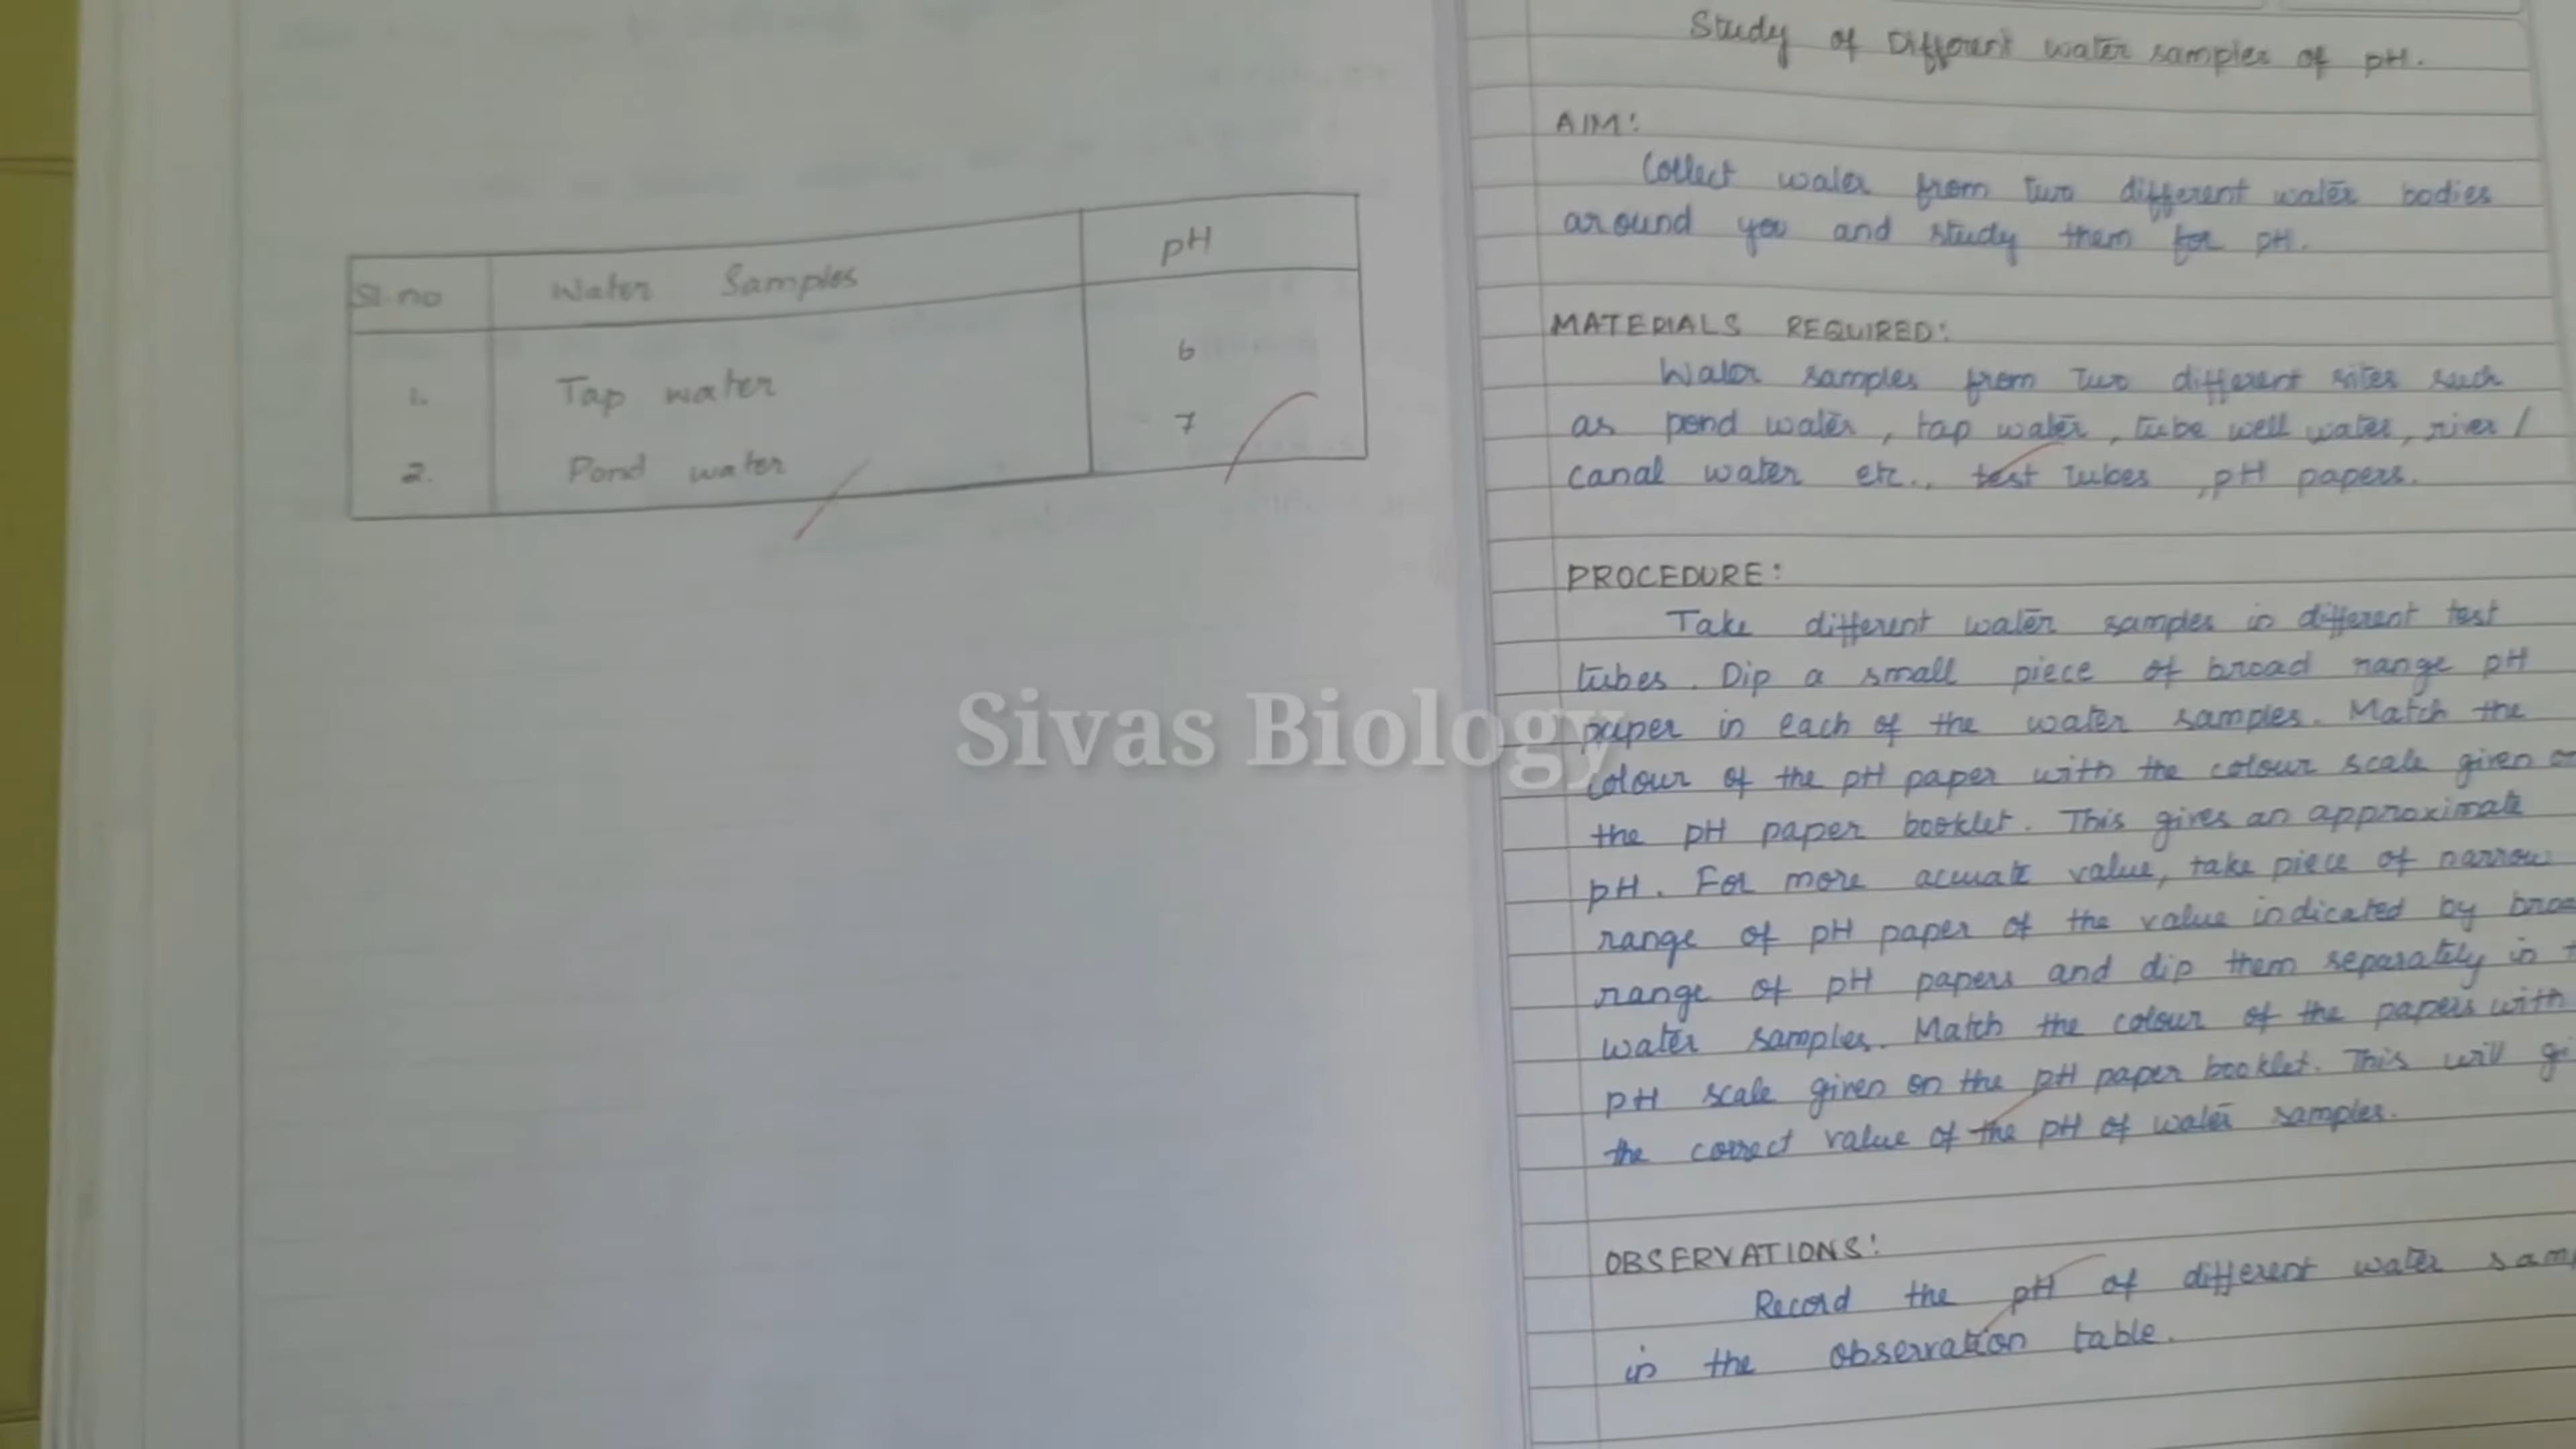 Sl.no Water Samples pH
1. Tap water 6
2. Pond water 7
Study of Different water samples of pH.
AIM:
Collect water from two different water bodies
around you and study them for pH.
MATERIALS REQUIRED:
Water samples from two different sites such
as pond water, tap water, tube well water, river /
canal water etc., test tubes, pH papers.
PROCEDURE:
Take different water samples in different test
tubes. Dip a small piece of broad range pH
paper in each of the water samples. Match the
colour of the pH paper with the colour scale given
the pH paper booklet. This gives an approximate
pH. For more accurate value, take piece of narrow
range of pH paper of the value indicated by
range of pH papers and dip them separately in
water samples. Match the colour of the papers with
pH scale given on the pH paper booklet. This will
the correct value of the pH of water samples.
OBSERVATIONS:
Record the pH of different water
in the observation table.
Sivas Biology